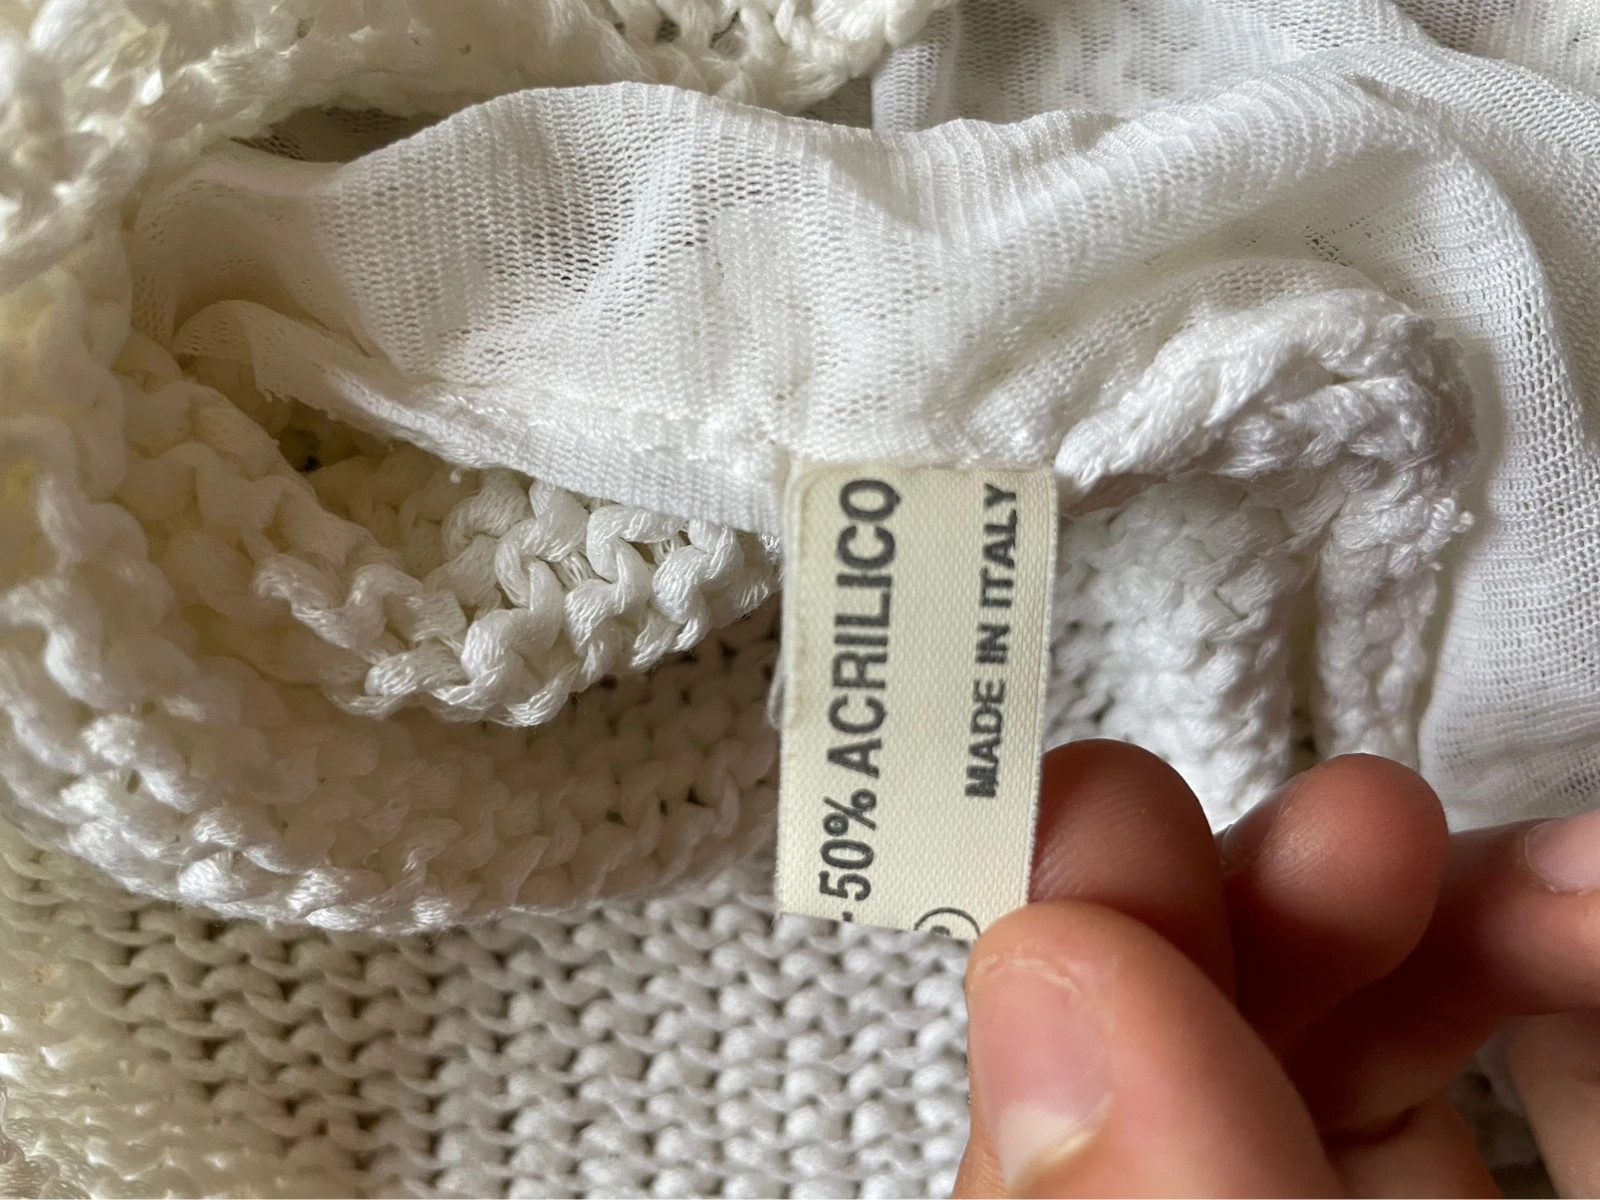 - 50% ACRILICO
MADE IN ITALY